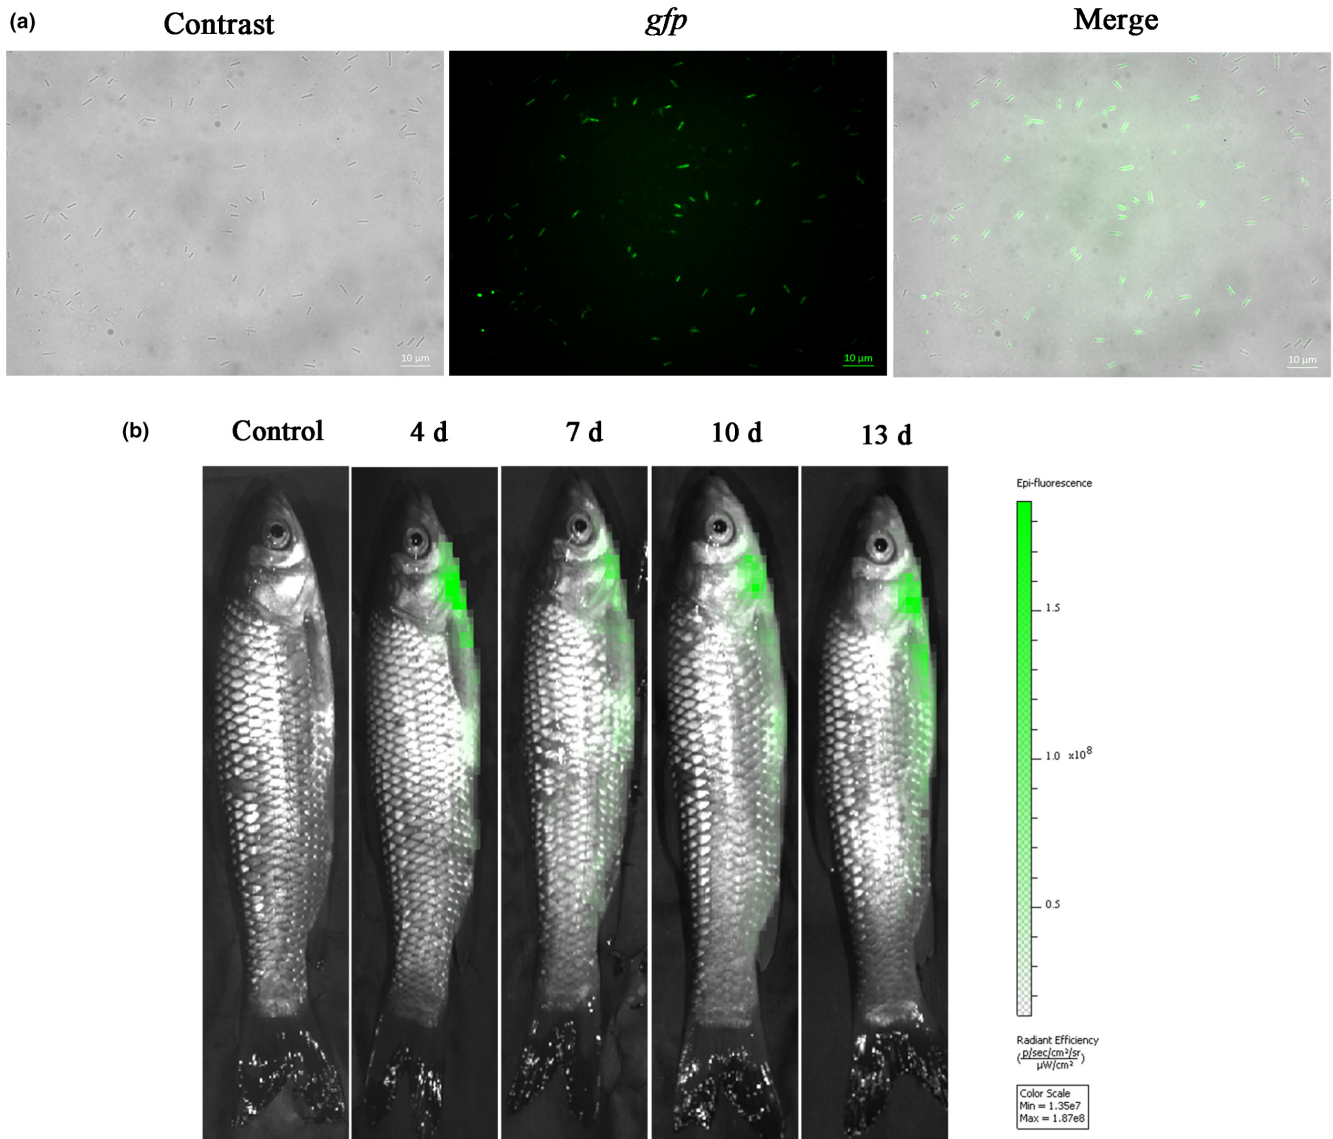 (a)
Contrast
gfp
Merge
10 μm
10 μm
10 μm
(b)
Control
4 d
7 d
10 d
13 d
Epi-fluorescence
1.5
1.0 x10⁸
0.5
Radiant Efficiency
(p/sec/cm²/sr
μW/cm²)
Color Scale
Min = 1.35e7
Max = 1.87e8